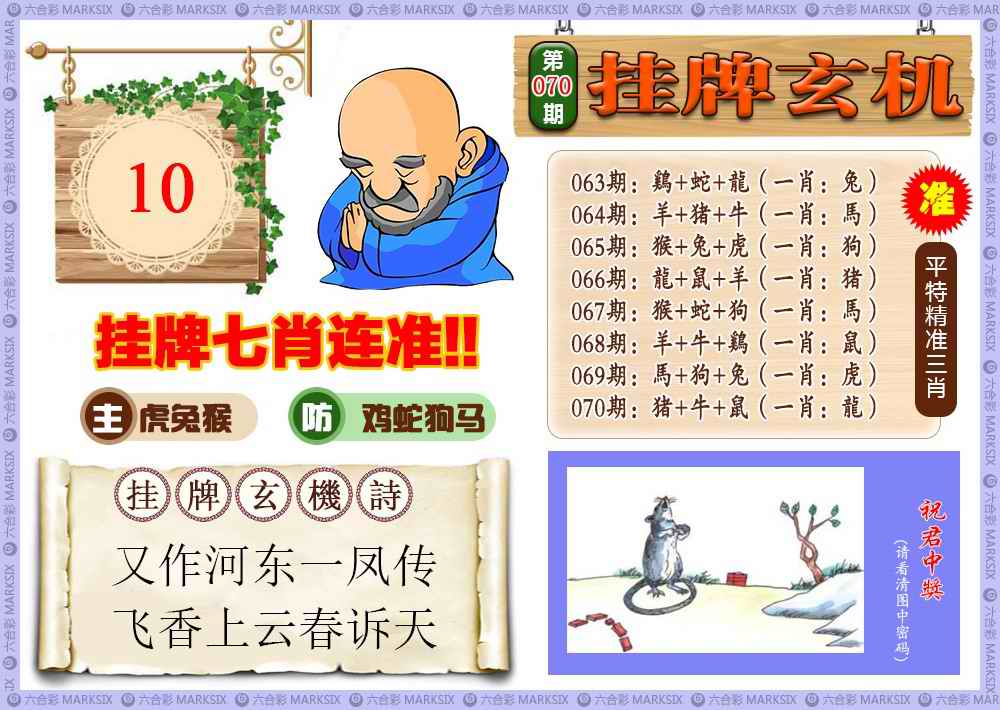 六合彩 MARKSIX
10
第
070
期
挂牌玄机
063期：鷄+蛇+龍（一肖：兔）
064期：羊+猪+牛（一肖：馬）
065期：猴+兔+虎（一肖：狗）
066期：龍+鼠+羊（一肖：猪）
067期：猴+蛇+狗（一肖：馬）
068期：羊+牛+鷄（一肖：鼠）
069期：馬+狗+兔（一肖：虎）
070期：猪+牛+鼠（一肖：龍）
准
平特精准三肖
挂牌七肖连准!!
主 虎兔猴
防 鸡蛇狗马
挂牌玄機詩
又作河东一凤传
飞香上云春诉天
祝君中獎
（请看清图中密码）